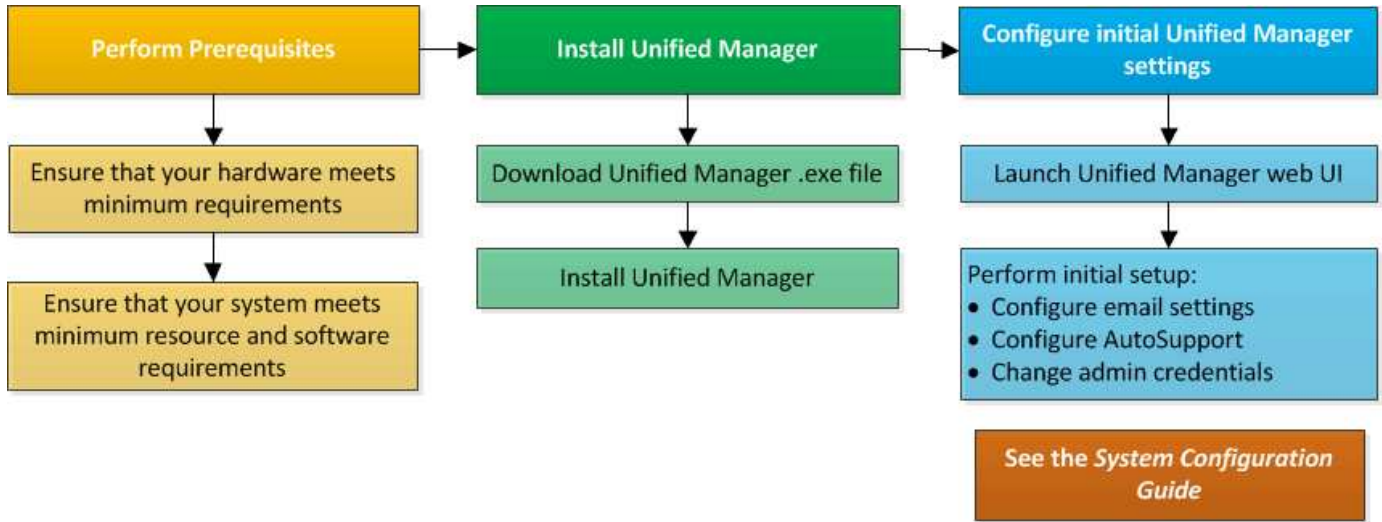 Perform Prerequisites
Ensure that your hardware meets
minimum requirements
Ensure that your system meets
minimum resource and software
requirements
Install Unified Manager
Download Unified Manager .exe file
Install Unified Manager
Configure initial Unified Manager
settings
Launch Unified Manager web UI
Perform initial setup:
• Configure email settings
• Configure AutoSupport
• Change admin credentials
See the System Configuration
Guide